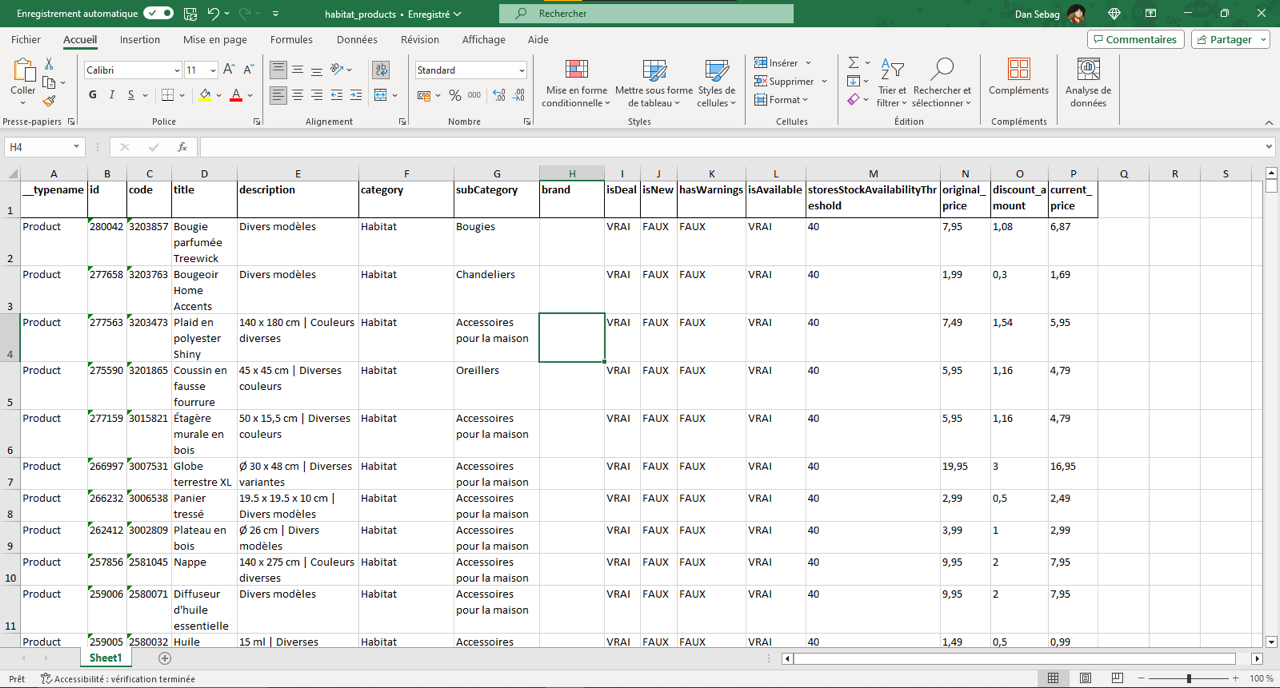 Enregistrement automatique
habitat_products • Enregistré
Rechercher
Dan Sebag
Fichier Accueil Insertion Mise en page Formules Données Révision Affichage Aide
Commentaires Partager
Coller
Calibri 11
G I S
Standard
% 000
Mise en forme conditionnelle
Mettre sous forme de tableau
Styles de cellules
Insérer
Supprimer
Format
Trier et filtrer
Rechercher et sélectionner
Compléments
Analyse de données
Presse-papiers Police Alignement Nombre Styles Cellules Édition Compléments
H4 fx
A B C D E F G H I J K L M N O P Q R S
1 __typename id code title description category subCategory brand isDeal isNew hasWarnings isAvailable storesStockAvailabilityThreshold original_price discount_amount current_price
2 Product 280042 3203857 Bougie parfumée Treewick Divers modèles Habitat Bougies VRAI FAUX FAUX VRAI 40 7,95 1,08 6,87
3 Product 277658 3203763 Bougeoir Home Accents Divers modèles Habitat Chandeliers VRAI FAUX FAUX VRAI 40 1,99 0,3 1,69
4 Product 277563 3203473 Plaid en polyester Shiny 140 x 180 cm | Couleurs diverses Habitat Accessoires pour la maison VRAI FAUX FAUX VRAI 40 7,49 1,54 5,95
5 Product 275590 3201865 Coussin en fausse fourrure 45 x 45 cm | Diverses couleurs Habitat Oreillers VRAI FAUX FAUX VRAI 40 5,95 1,16 4,79
6 Product 277159 3015821 Étagère murale en bois 50 x 15,5 cm | Diverses couleurs Habitat Accessoires pour la maison VRAI FAUX FAUX VRAI 40 5,95 1,16 4,79
7 Product 266997 3007531 Globe terrestre XL Ø 30 x 48 cm | Diverses variantes Habitat Accessoires pour la maison VRAI FAUX FAUX VRAI 40 19,95 3 16,95
8 Product 266232 3006538 Panier tressé 19.5 x 19.5 x 10 cm | Divers modèles Habitat Accessoires pour la maison VRAI FAUX FAUX VRAI 40 2,99 0,5 2,49
9 Product 262412 3002809 Plateau en bois Ø 26 cm | Divers modèles Habitat Accessoires pour la maison VRAI FAUX FAUX VRAI 40 3,99 1 2,99
10 Product 257856 2581045 Nappe 140 x 275 cm | Couleurs diverses Habitat Accessoires pour la maison VRAI FAUX FAUX VRAI 40 9,95 2 7,95
11 Product 259006 2580071 Diffuseur d'huile essentielle Divers modèles Habitat Accessoires pour la maison VRAI FAUX FAUX VRAI 40 9,95 2 7,95
Product 259005 2580032 Huile 15 ml | Diverses Habitat Accessoires VRAI FAUX FAUX VRAI 40 1,49 0,5 0,99
Sheet1
Prêt Accessibilité : vérification terminée 100 %